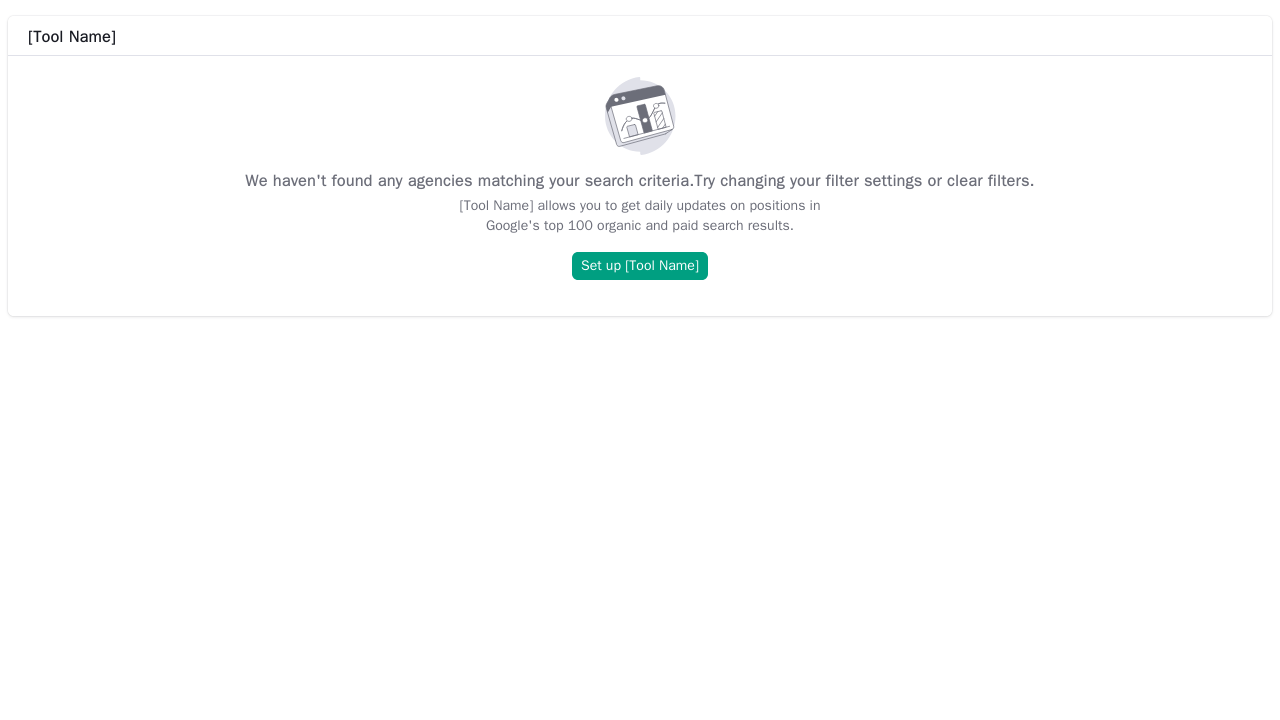 [Tool Name]
We haven't found any agencies matching your search criteria.Try changing your filter settings or clear filters.
[Tool Name] allows you to get daily updates on positions in
Google's top 100 organic and paid search results.
Set up [Tool Name]